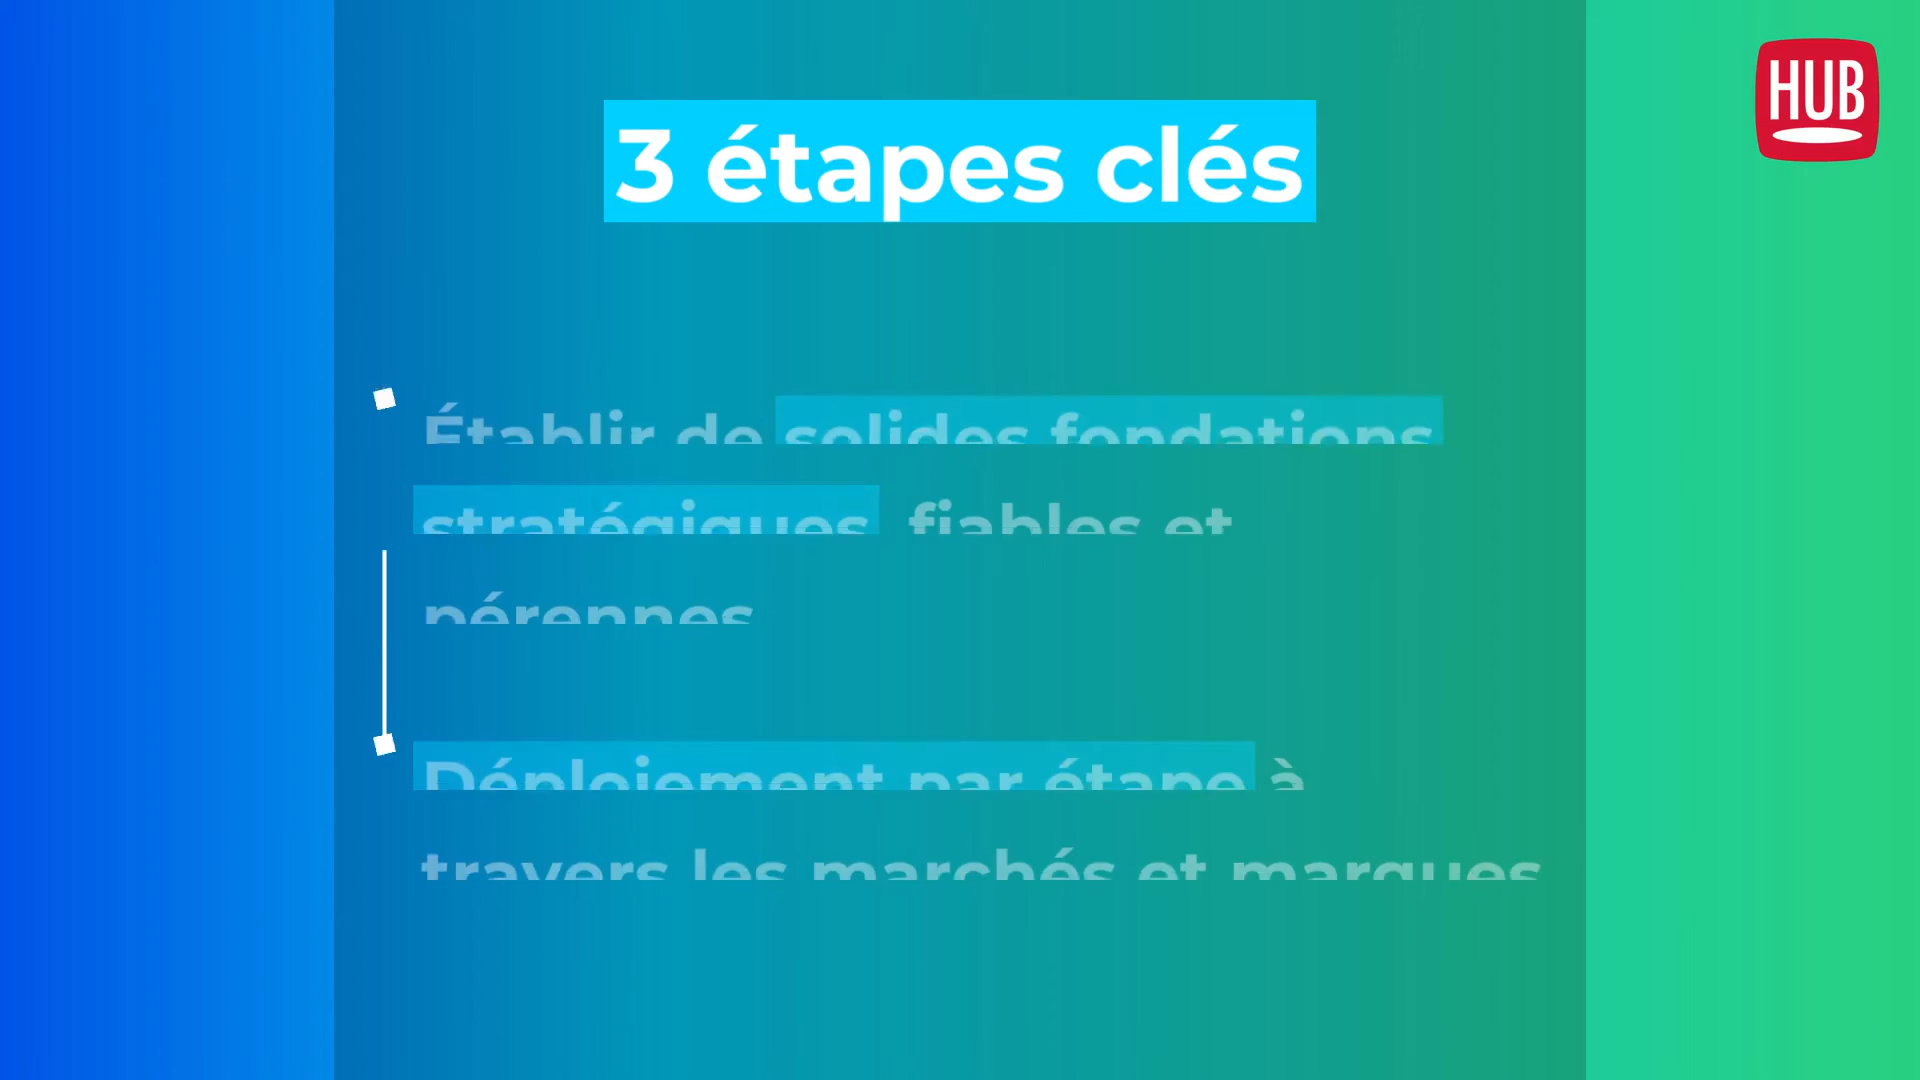 HUB
3 étapes clés
Établir de solides fondations
stratégiques fiables et
pérennes
Déploiement par étape à
travers les marchés et marques